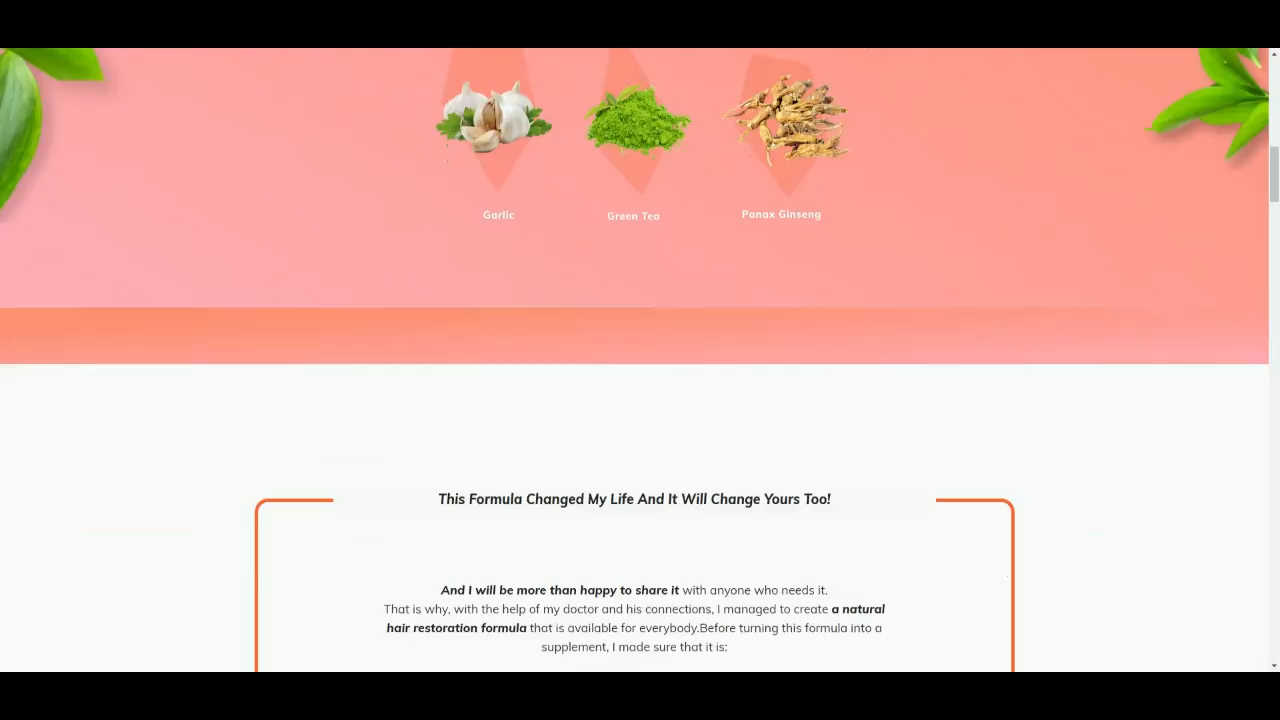 Garlic
Green Tea
Panax Ginseng
This Formula Changed My Life And It Will Change Yours Too!
And I will be more than happy to share it with anyone who needs it.
That is why, with the help of my doctor and his connections, I managed to create a natural
hair restoration formula that is available for everybody.Before turning this formula into a
supplement, I made sure that it is: